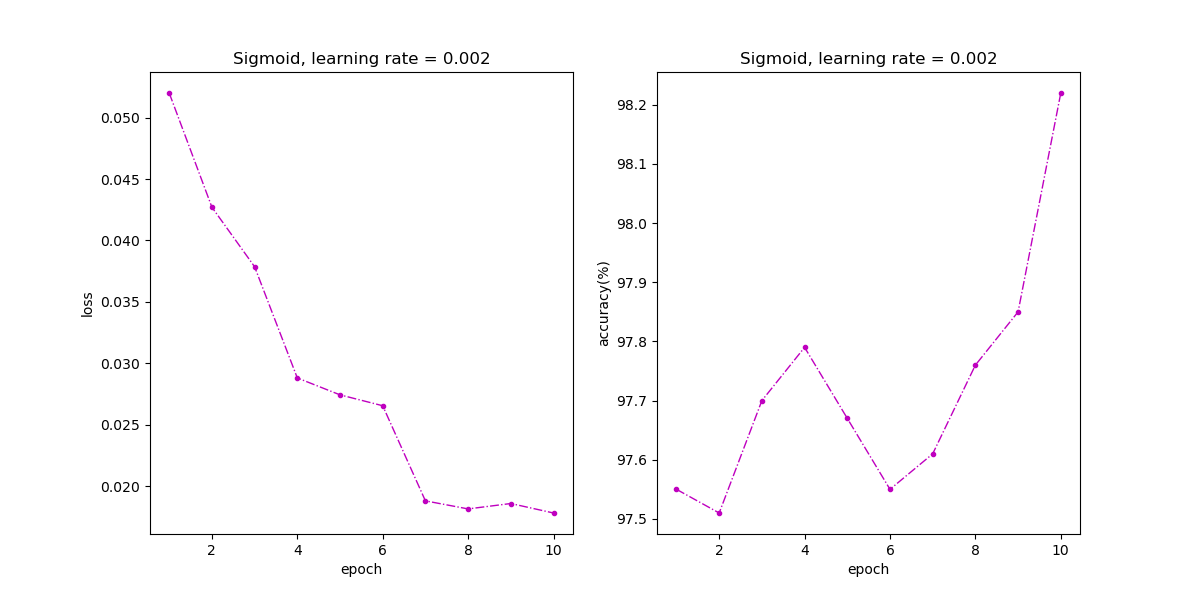 Sigmoid, learning rate = 0.002
0.050
0.045
0.040
0.035
0.030
0.025
0.020
loss
2 4 6 8 10
epoch
Sigmoid, learning rate = 0.002
98.2
98.1
98.0
97.9
97.8
97.7
97.6
97.5
accuracy(%)
2 4 6 8 10
epoch